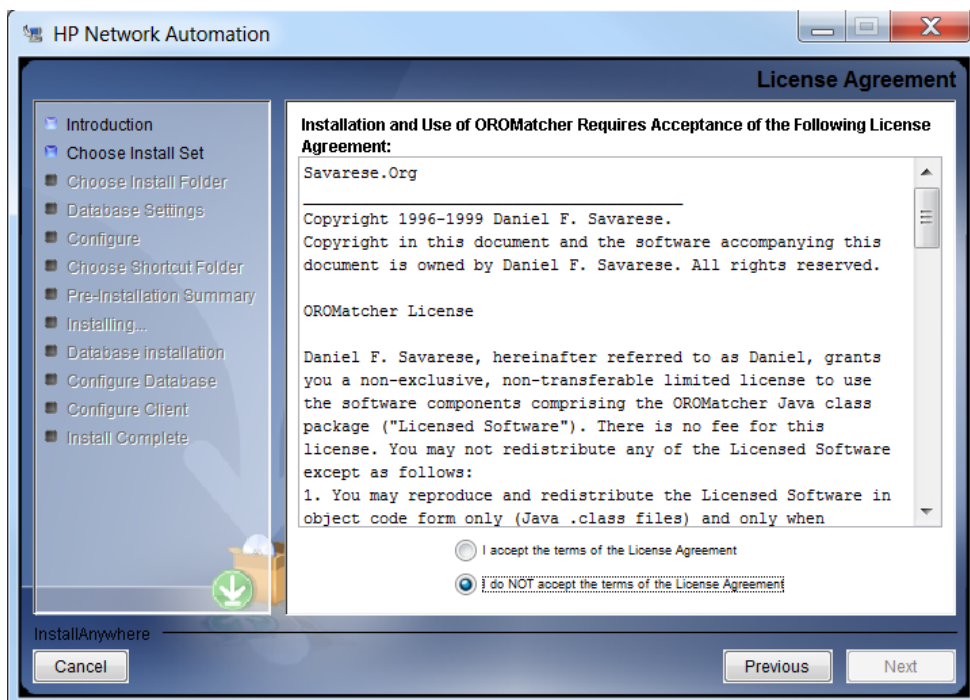 HP Network Automation
License Agreement
Introduction
Choose Install Set
Choose Install Folder
Database Settings
Configure
Choose Shortcut Folder
Pre-Installation Summary
Installing...
Database installation
Configure Database
Configure Client
Install Complete
Installation and Use of OROMatcher Requires Acceptance of the Following License
Agreement:
Savarese.Org
Copyright 1996-1999 Daniel F. Savarese.
Copyright in this document and the software accompanying this
document is owned by Daniel F. Savarese. All rights reserved.
OROMatcher License
Daniel F. Savarese, hereinafter referred to as Daniel, grants
you a non-exclusive, non-transferable limited license to use
the software components comprising the OROMatcher Java class
package ("Licensed Software"). There is no fee for this
license. You may not redistribute any of the Licensed Software
except as follows:
1. You may reproduce and redistribute the Licensed Software in
object code form only (Java .class files) and only when
I accept the terms of the License Agreement
I do NOT accept the terms of the License Agreement
InstallAnywhere
Cancel
Previous
Next